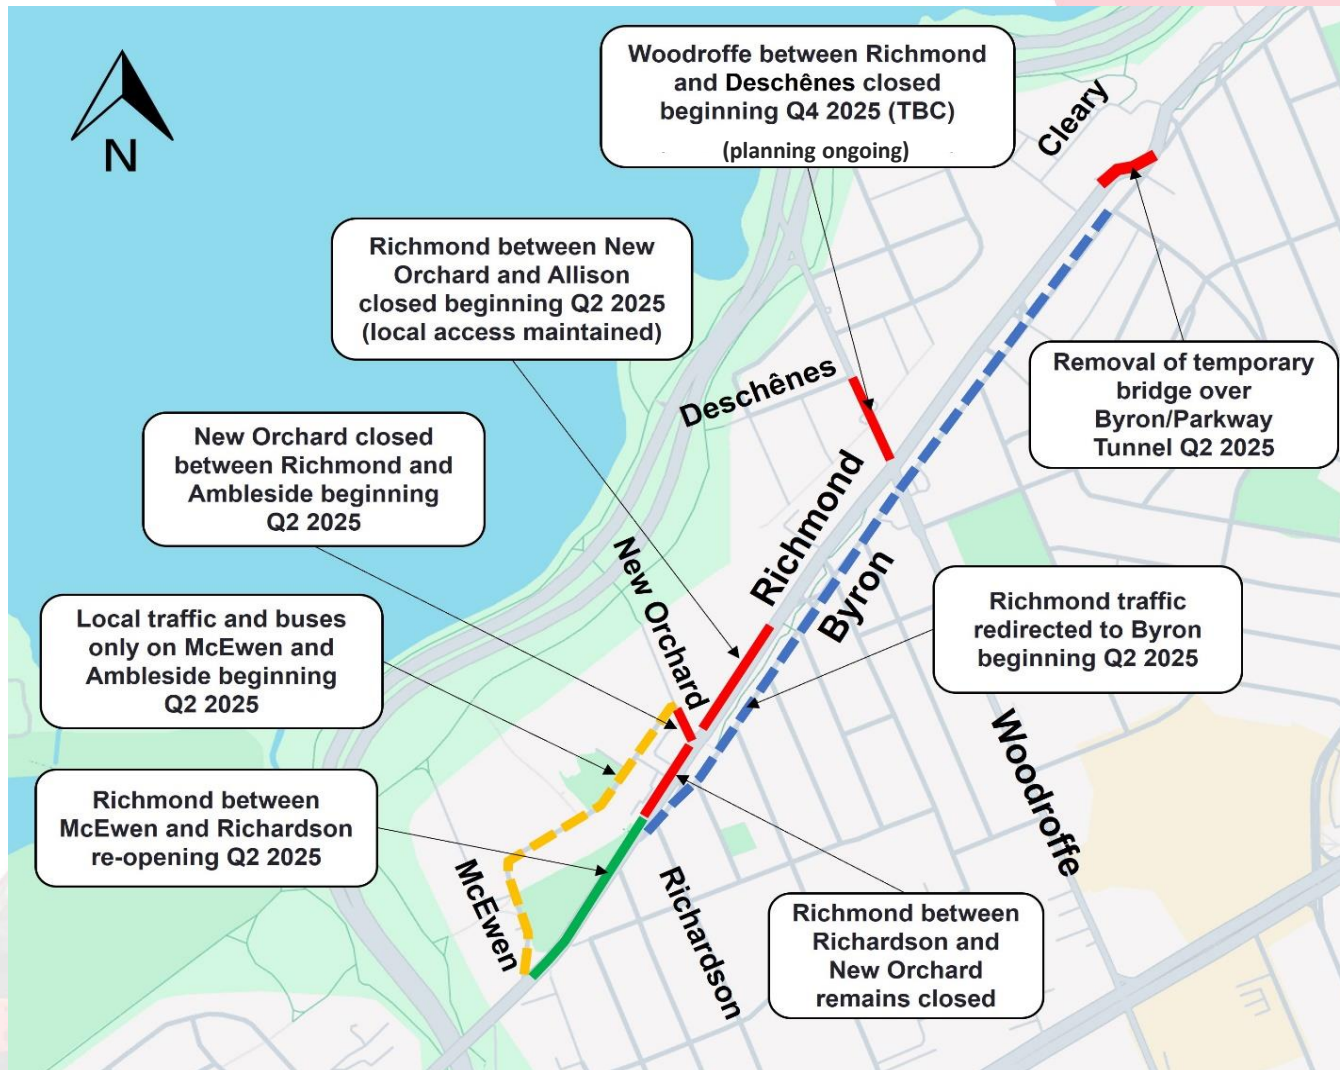 Woodroffe between Richmond
and Deschênes closed
beginning Q4 2025 (TBC)
(planning ongoing)
Cleary
N
Richmond between New
Orchard and Allison
closed beginning Q2 2025
(local access maintained)
Removal of temporary
bridge over
Byron/Parkway
Tunnel Q2 2025
Deschênes
New Orchard closed
between Richmond and
Ambleside beginning
Q2 2025
Richmond
Byron
New Orchard
Richmond traffic
redirected to Byron
beginning Q2 2025
Local traffic and buses
only on McEwen and
Ambleside beginning
Q2 2025
Woodroffe
Richmond between
McEwen and Richardson
re-opening Q2 2025
McEwen
Richardson
Richmond between
Richardson and
New Orchard
remains closed